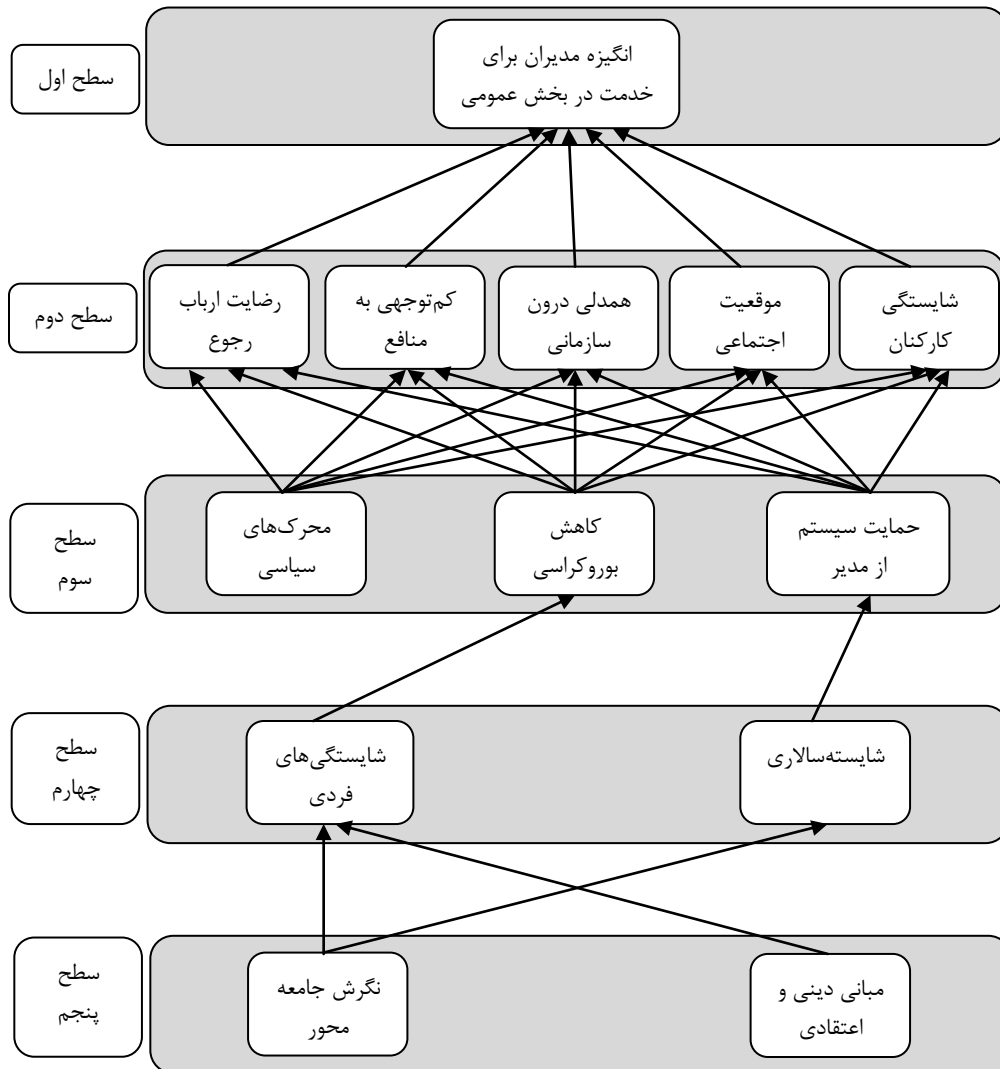 سطح اول
انگیزه مدیران برای
خدمت در بخش عمومی
سطح دوم
شایستگی
کارکنان
موقعیت
اجتماعی
همدلی درون
سازمانی
کم‌توجهی به
منافع
رضایت ارباب
رجوع
سطح
سوم
حمایت سیستم
از مدیر
کاهش
بوروکراسی
محرک‌های
سیاسی
سطح
چهارم
شایسته‌سالاری
شایستگی‌های
فردی
سطح
پنجم
مبانی دینی و
اعتقادی
نگرش جامعه
محور